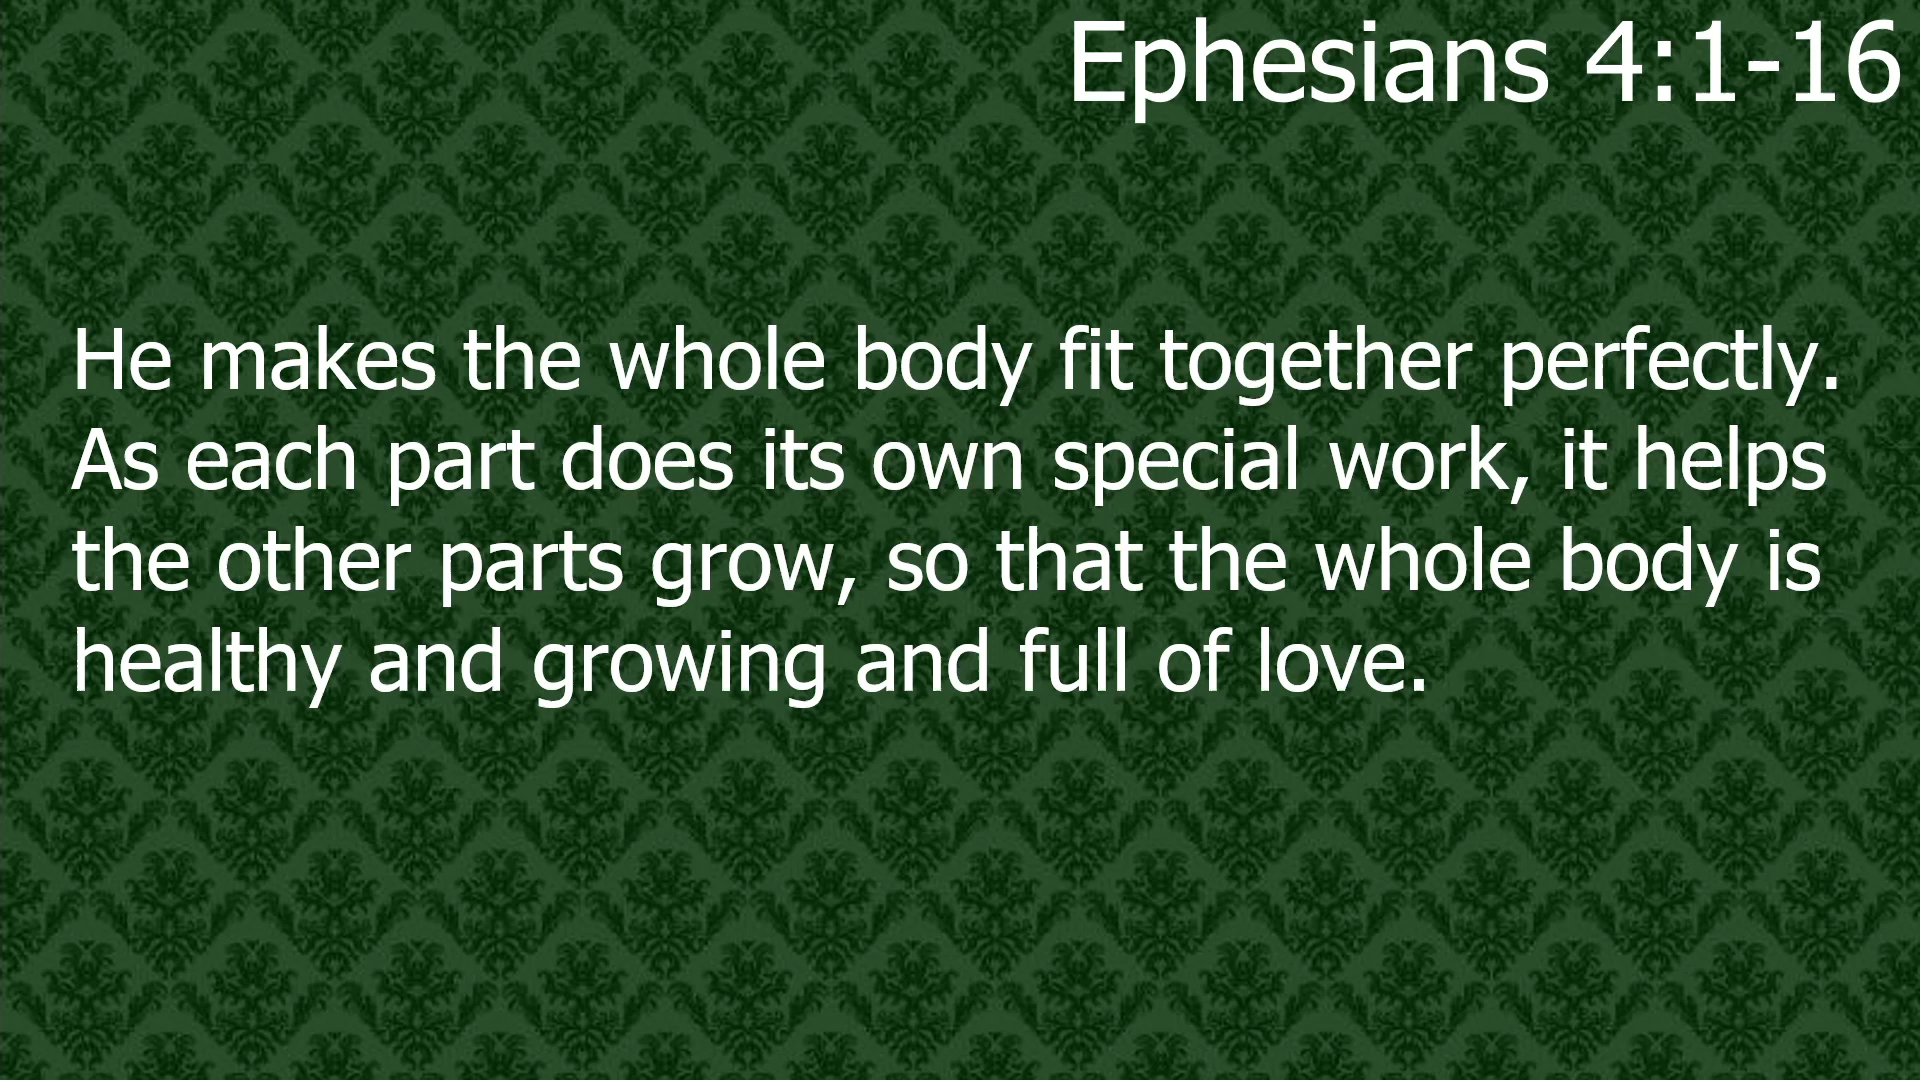 Ephesians 4:1-16
He makes the whole body fit together perfectly.
As each part does its own special work, it helps
the other parts grow, so that the whole body is
healthy and growing and full of love.